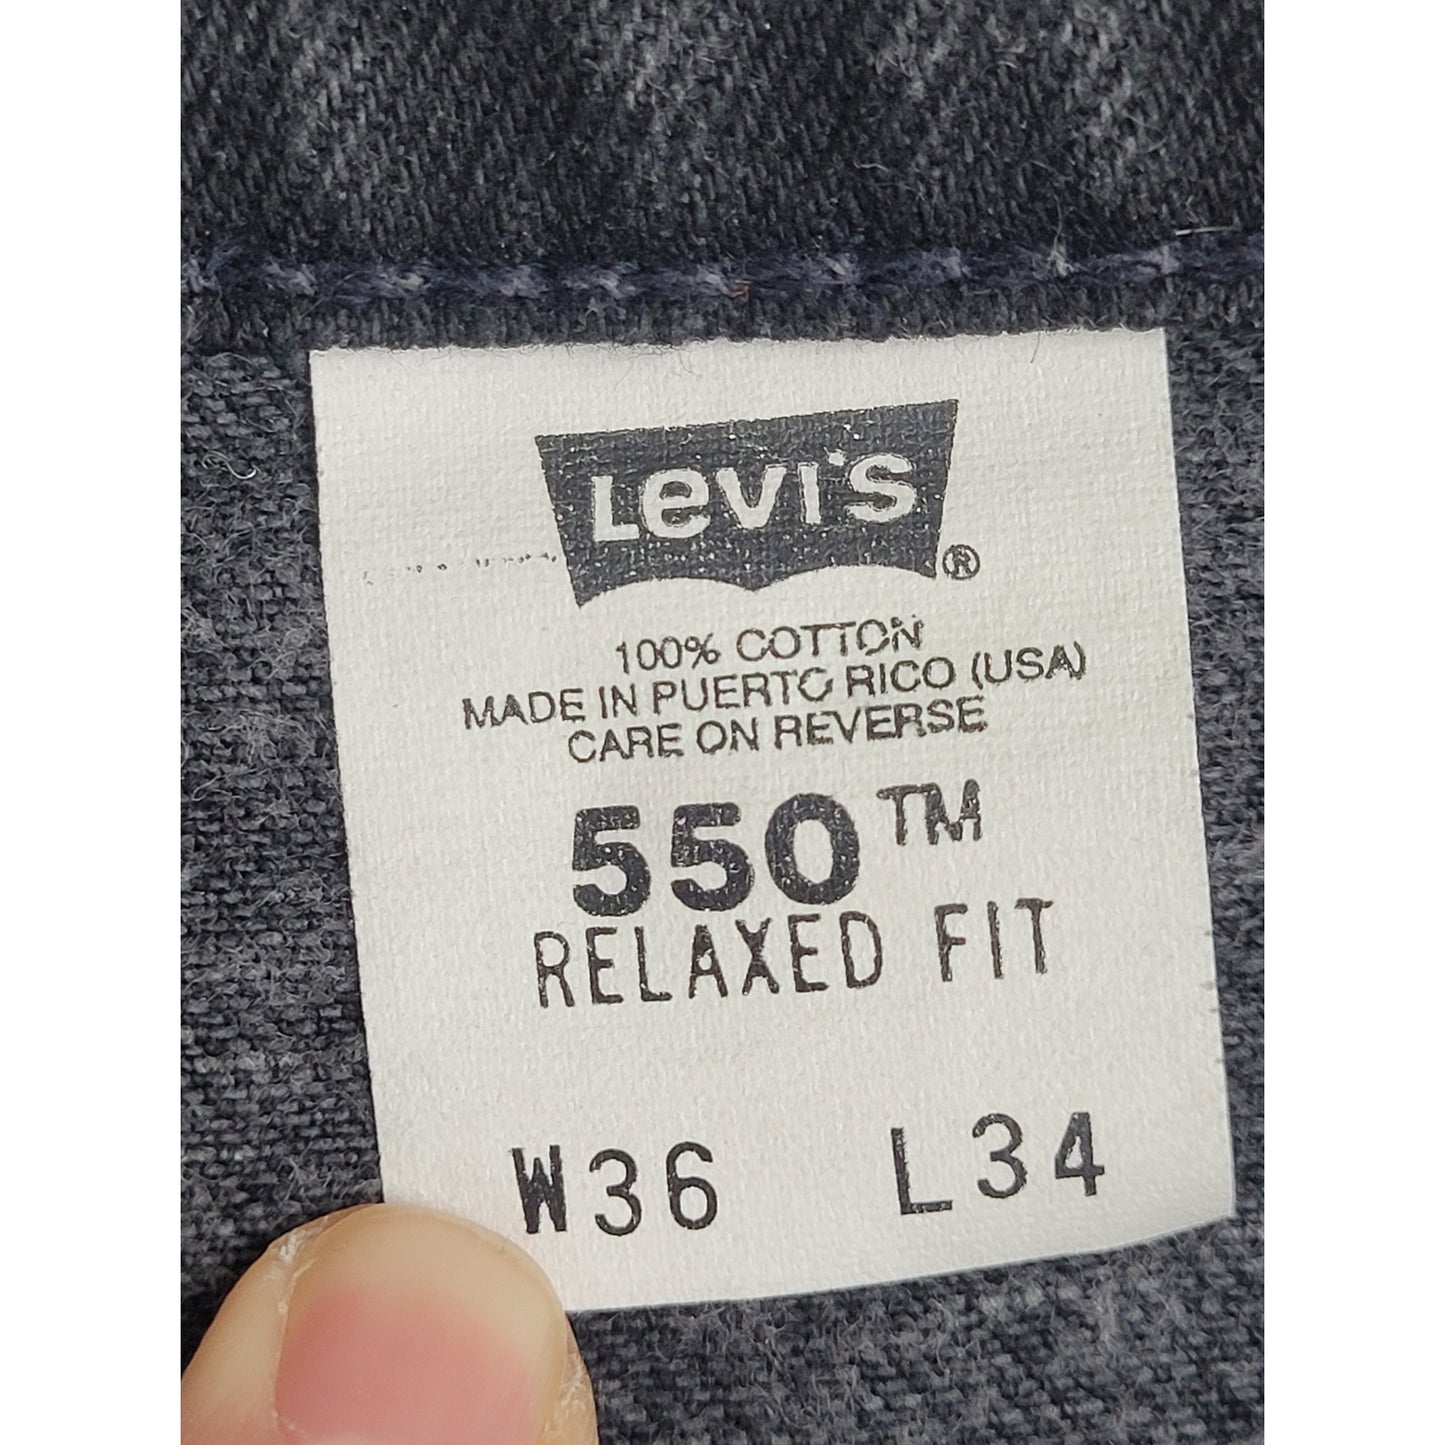 Levi's ®
100% COTTON
MADE IN PUERTO RICO (USA)
CARE ON REVERSE
550™
RELAXED FIT
W36 L34